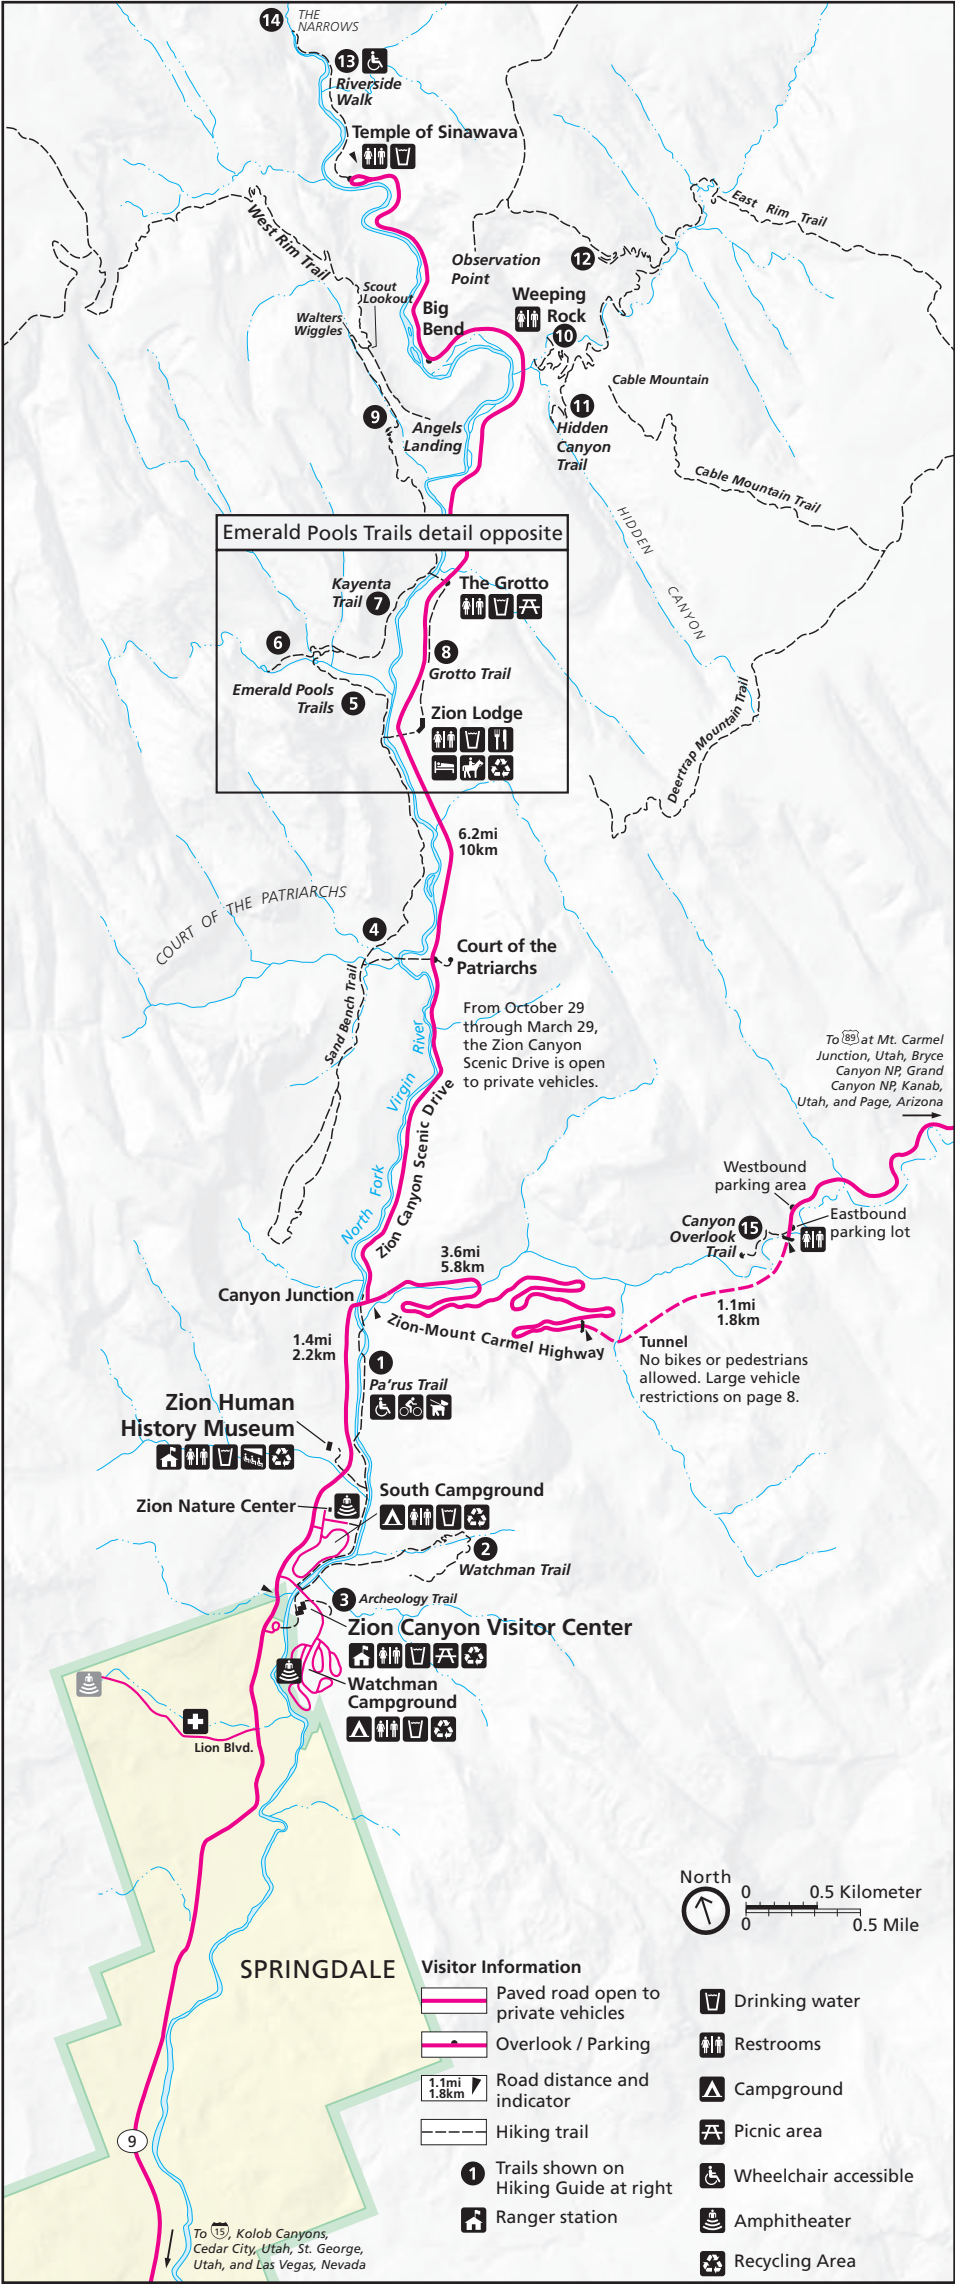 14
THE
NARROWS
13
Riverside
Walk
Temple of Sinawava
West Rim Trail
East Rim Trail
12
Observation
Point
Scout
Lookout
Weeping
Rock
10
Walters
Wiggles
Big
Bend
Cable Mountain
11
Hidden
Canyon
Trail
9
Angels
Landing
Cable Mountain Trail
HIDDEN
CANYON
Emerald Pools Trails detail opposite
Kayenta
Trail 7
The Grotto
6
8
Grotto Trail
Emerald Pools
Trails 5
Zion Lodge
Deertrap Mountain Trail
6.2mi
10km
COURT OF THE PATRIARCHS
4
Court of the
Patriarchs
Sand Bench Trail
From October 29
through March 29,
the Zion Canyon
Scenic Drive is open
to private vehicles.
North Fork Virgin River
Zion Canyon Scenic Drive
To 89 at Mt. Carmel
Junction, Utah, Bryce
Canyon NP, Grand
Canyon NP, Kanab,
Utah, and Page, Arizona
Westbound
parking area
Eastbound
parking lot
Canyon
Overlook
Trail
15
3.6mi
5.8km
Canyon Junction
Zion-Mount Carmel Highway
1.1mi
1.8km
Tunnel
No bikes or pedestrians
allowed. Large vehicle
restrictions on page 8.
1.4mi
2.2km
1
Pa'rus Trail
Zion Human
History Museum
Zion Nature Center
South Campground
2
Watchman Trail
3 Archeology Trail
Zion Canyon Visitor Center
Watchman
Campground
Lion Blvd.
SPRINGDALE
9
To 15, Kolob Canyons,
Cedar City, Utah, St. George,
Utah, and Las Vegas, Nevada
North
0 0.5 Kilometer
0 0.5 Mile
Visitor Information
Paved road open to
private vehicles
Overlook / Parking
1.1mi
1.8km
Road distance and
indicator
Hiking trail
1
Trails shown on
Hiking Guide at right
Ranger station
Drinking water
Restrooms
Campground
Picnic area
Wheelchair accessible
Amphitheater
Recycling Area